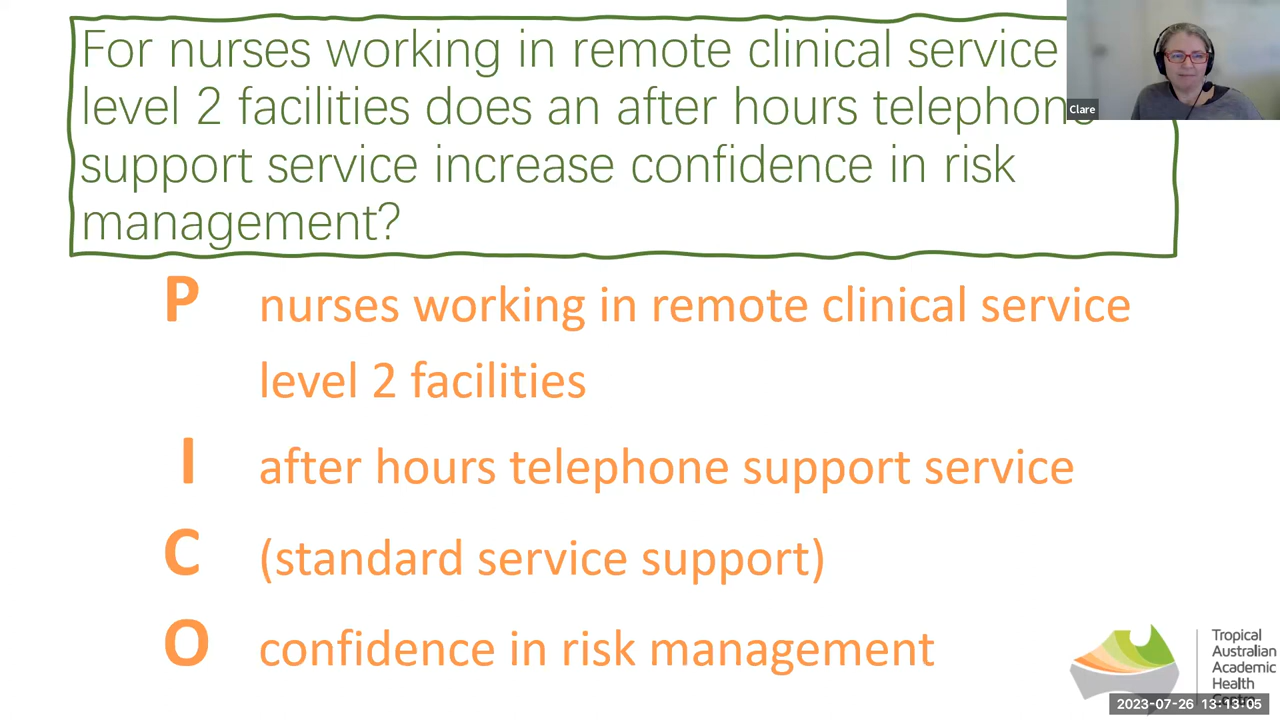 For nurses working in remote clinical service
level 2 facilities does an after hours telephone
support service increase confidence in risk
management?
Clare
P nurses working in remote clinical service
level 2 facilities
I after hours telephone support service
C (standard service support)
O confidence in risk management
Tropical
Australian
Academic
Health
Centre
2023-07-26 13:13:05